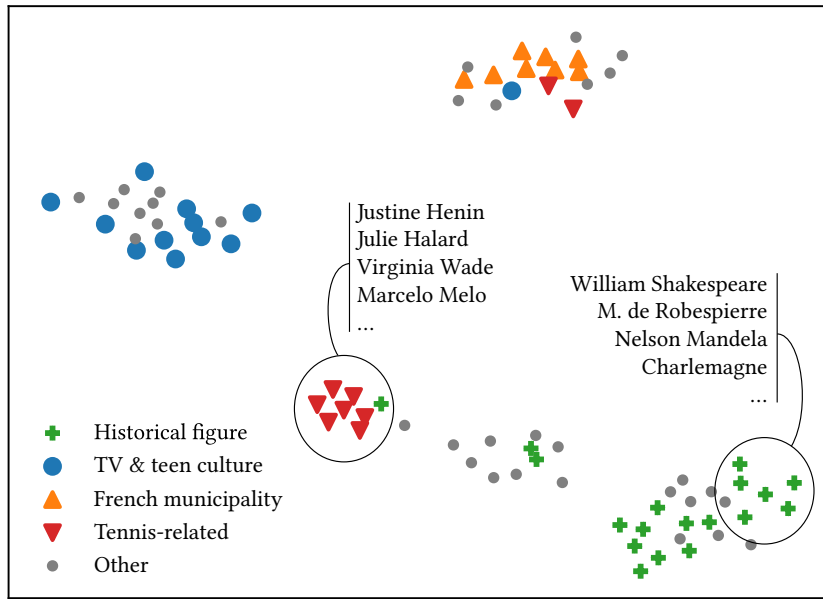 Justine Henin
Julie Halard
Virginia Wade
Marcelo Melo
...
William Shakespeare
M. de Robespierre
Nelson Mandela
Charlemagne
...
Historical figure
TV & teen culture
French municipality
Tennis-related
Other